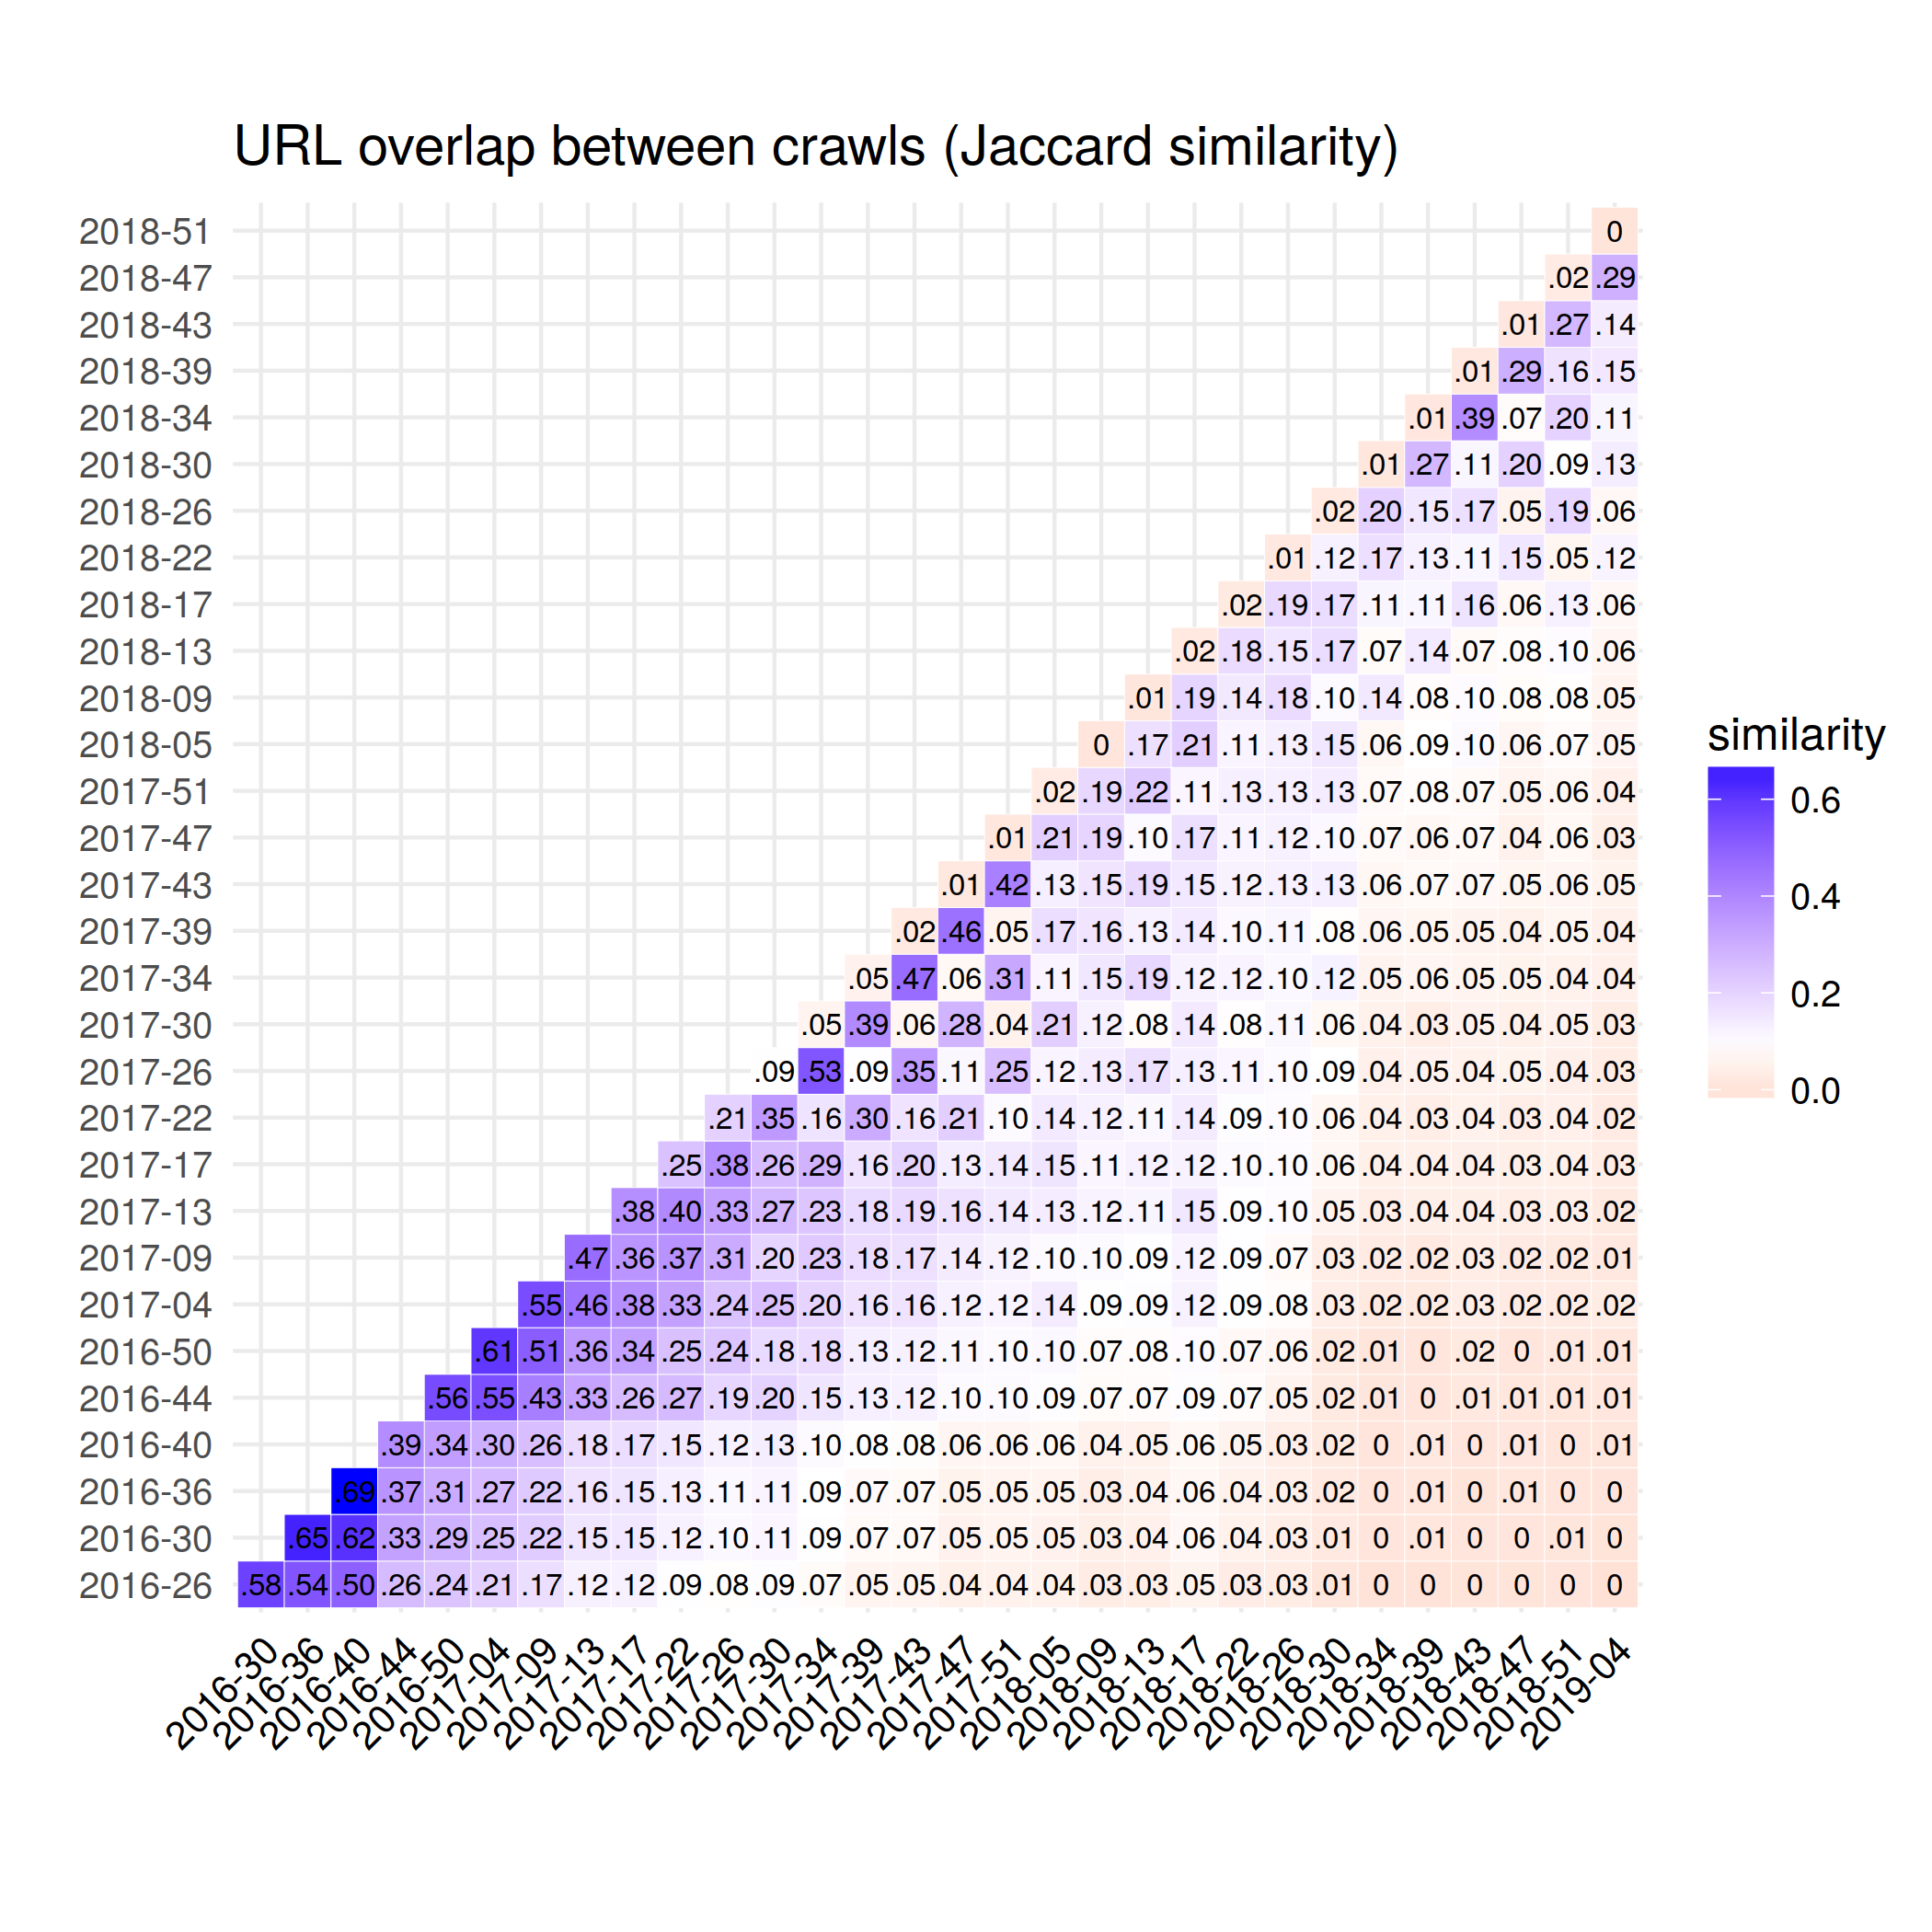 URL overlap between crawls (Jaccard similarity)
2018-51 0
2018-47 .02 .29
2018-43 .01 .27 .14
2018-39 .01 .29 .16 .15
2018-34 .01 .39 .07 .20 .11
2018-30 .01 .27 .11 .20 .09 .13
2018-26 .02 .20 .15 .17 .05 .19 .06
2018-22 .01 .12 .17 .13 .11 .15 .05 .12
2018-17 .02 .19 .17 .11 .11 .16 .06 .13 .06
2018-13 .02 .18 .15 .17 .07 .14 .07 .08 .10 .06
2018-09 .01 .19 .14 .18 .10 .14 .08 .10 .08 .08 .05
2018-05 0 .17 .21 .11 .13 .15 .06 .09 .10 .06 .07 .05
2017-51 .02 .19 .22 .11 .13 .13 .13 .07 .08 .07 .05 .06 .04
2017-47 .01 .21 .19 .10 .17 .11 .12 .10 .07 .06 .07 .04 .06 .03
2017-43 .01 .42 .13 .15 .19 .15 .12 .13 .13 .06 .07 .07 .05 .06 .05
2017-39 .02 .46 .05 .17 .16 .13 .14 .10 .11 .08 .06 .05 .05 .04 .05 .04
2017-34 .05 .47 .06 .31 .11 .15 .19 .12 .12 .10 .12 .05 .06 .05 .05 .04 .04
2017-30 .05 .39 .06 .28 .04 .21 .12 .08 .14 .08 .11 .06 .04 .03 .05 .04 .05 .03
2017-26 .09 .53 .09 .35 .11 .25 .12 .13 .17 .13 .11 .10 .09 .04 .05 .04 .05 .04 .03
2017-22 .21 .35 .16 .30 .16 .21 .10 .14 .12 .11 .14 .09 .10 .06 .04 .03 .04 .03 .04 .02
2017-17 .25 .38 .26 .29 .16 .20 .13 .14 .15 .11 .12 .12 .10 .10 .06 .04 .04 .04 .03 .04 .03
2017-13 .38 .40 .33 .27 .23 .18 .19 .16 .14 .13 .12 .11 .15 .09 .10 .05 .03 .04 .04 .03 .03 .02
2017-09 .47 .36 .37 .31 .20 .23 .18 .17 .14 .12 .10 .10 .09 .12 .09 .07 .03 .02 .02 .03 .02 .02 .01
2017-04 .55 .46 .38 .33 .24 .25 .20 .16 .16 .12 .12 .14 .09 .09 .12 .09 .08 .03 .02 .02 .03 .02 .02 .02
2016-50 .61 .51 .36 .34 .25 .24 .18 .18 .13 .12 .11 .10 .10 .07 .08 .10 .07 .06 .02 .01 0 .02 0 .01 .01
2016-44 .56 .55 .43 .33 .26 .27 .19 .20 .15 .13 .12 .10 .10 .09 .07 .07 .09 .07 .05 .02 .01 0 .01 .01 .01 .01
2016-40 .39 .34 .30 .26 .18 .17 .15 .12 .13 .10 .08 .08 .06 .06 .06 .04 .05 .06 .05 .03 .02 0 .01 0 .01 0 .01
2016-36 .69 .37 .31 .27 .22 .16 .15 .13 .11 .11 .09 .07 .07 .05 .05 .05 .03 .04 .06 .04 .03 .02 0 .01 0 .01 0 0
2016-30 .65 .62 .33 .29 .25 .22 .15 .15 .12 .10 .11 .09 .07 .07 .05 .05 .05 .03 .04 .06 .04 .03 .01 0 .01 0 0 .01 0
2016-26 .58 .54 .50 .26 .24 .21 .17 .12 .12 .09 .08 .09 .07 .05 .05 .04 .04 .04 .03 .03 .05 .03 .03 .01 0 0 0 0 0 0
2016-30 2016-36 2016-40 2016-44 2016-50 2017-04 2017-09 2017-13 2017-17 2017-22 2017-26 2017-30 2017-34 2017-39 2017-43 2017-47 2017-51 2018-05 2018-09 2018-13 2018-17 2018-22 2018-26 2018-30 2018-34 2018-39 2018-43 2018-47 2018-51 2019-04
similarity
0.6
0.4
0.2
0.0